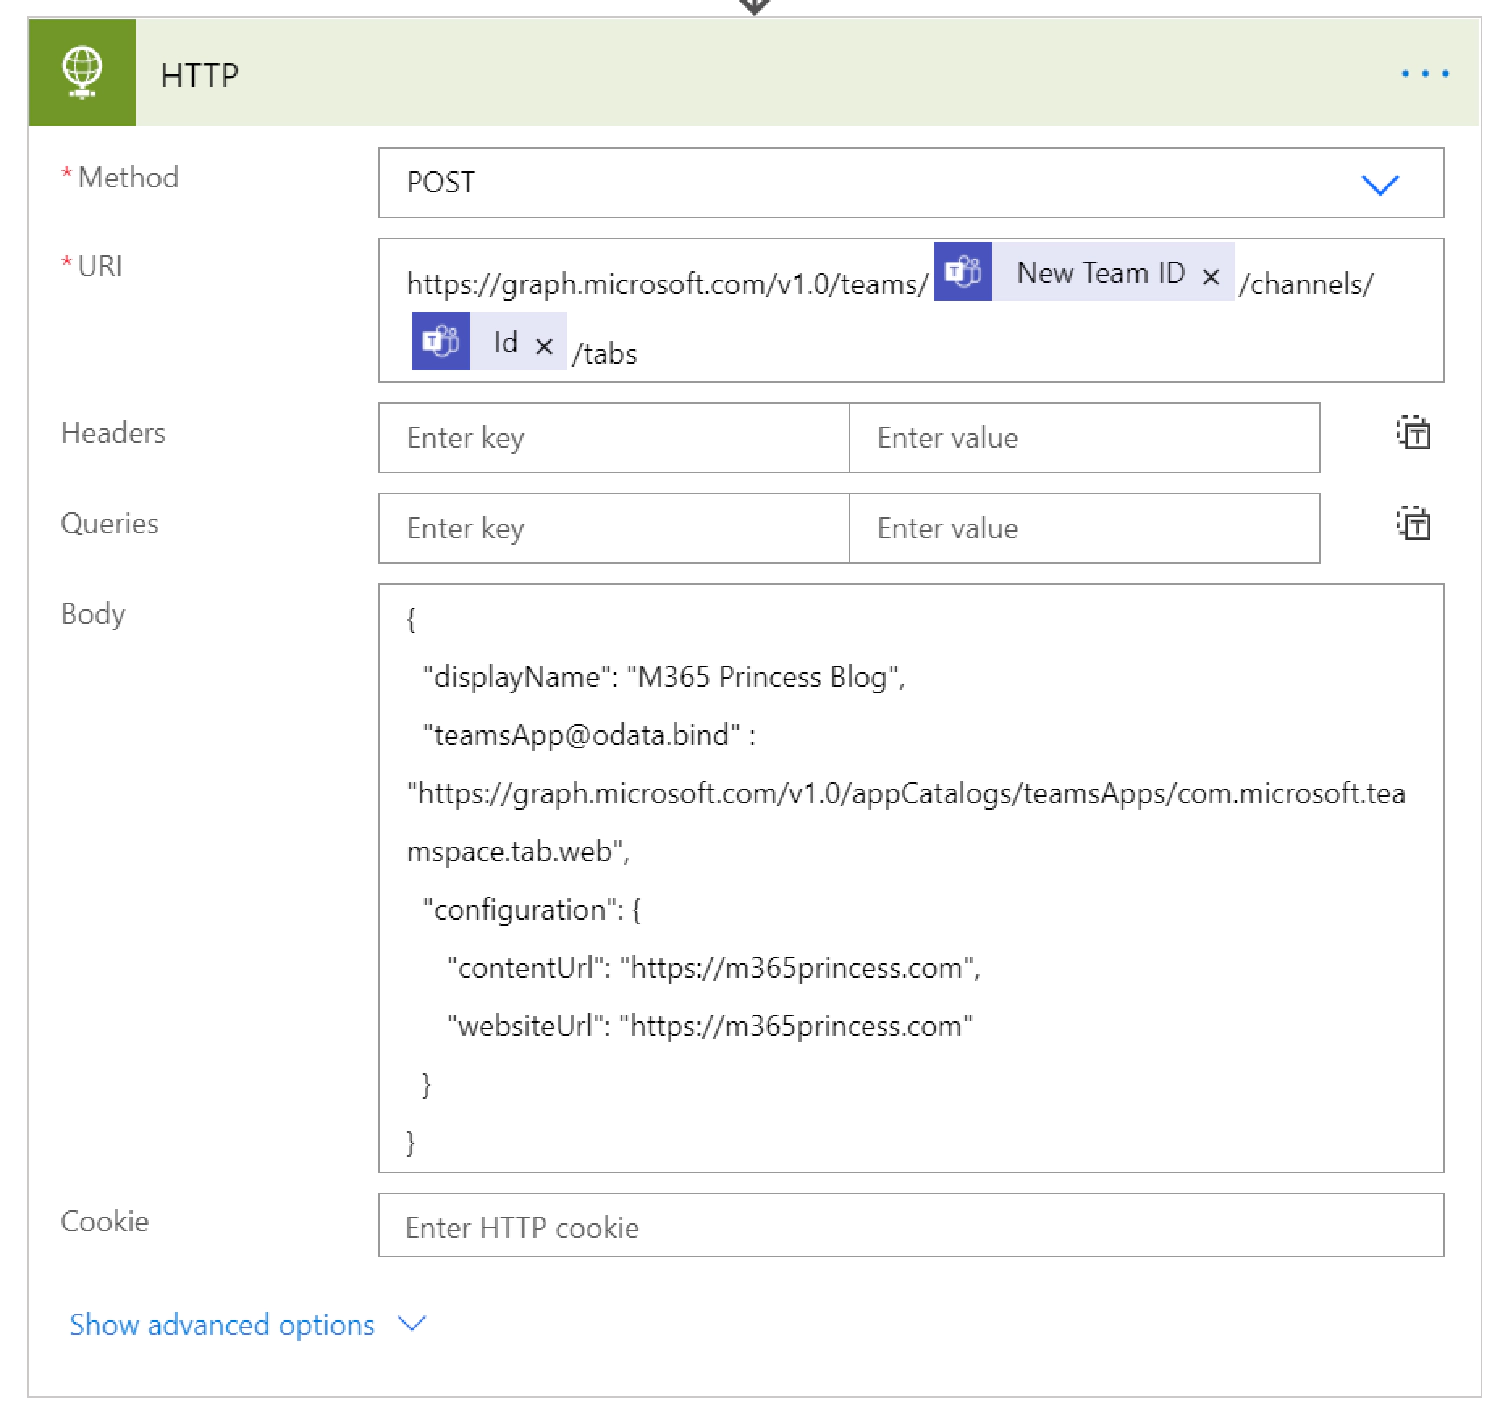 HTTP
* Method
POST
* URI
https://graph.microsoft.com/v1.0/teams/ New Team ID × /channels/
Id × /tabs
Headers
Enter key
Enter value
Queries
Enter key
Enter value
Body
{
"displayName": "M365 Princess Blog",
"teamsApp@odata.bind" :
"https://graph.microsoft.com/v1.0/appCatalogs/teamsApps/com.microsoft.tea
mspace.tab.web",
"configuration": {
"contentUrl": "https://m365princess.com",
"websiteUrl": "https://m365princess.com"
}
}
Cookie
Enter HTTP cookie
Show advanced options